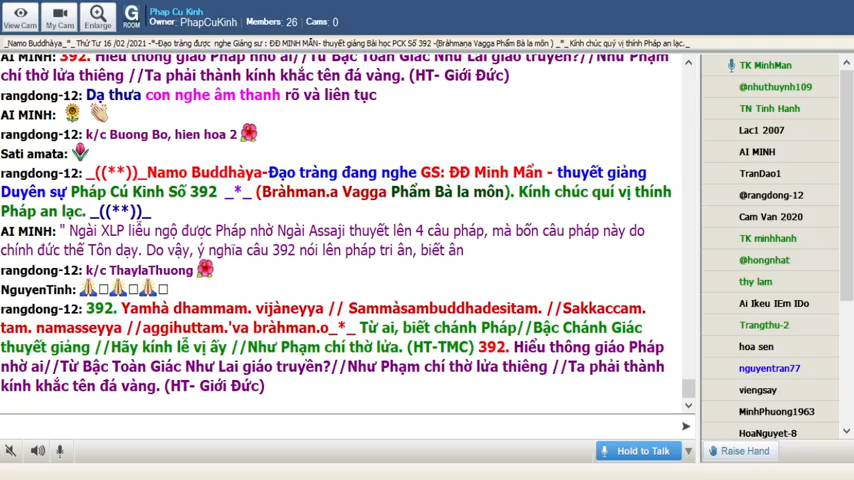 Phap Cu Kinh
Owner: PhapCuKinh Members: 26 Cams: 0
View Cam
My Cam
Enlarge
G
ROOM
_Namo Buddhàya_*_ Thứ Tư 16 /02 /2021 -*-Đạo tràng được nghe Giảng sư : ĐĐ MINH MẪN- thuyết giảng Bài học PCK Số 392 -(Bràhmaṇa Vagga Phẩm Bà la môn ) _*_ Kính chúc quý vị thính Pháp an lạc._
AI MINH: 392. Hiểu thông giáo Pháp nhờ ai//Từ Bậc Toàn Giác Như Lai giáo truyền?//Như Phạm
chí thờ lửa thiêng //Ta phải thành kính khắc tên đá vàng. (HT- Giới Đức)
rangdong-12: Dạ thưa con nghe âm thanh rõ và liên tục
AI MINH:
rangdong-12: k/c Buong Bo, hien hoa 2
Sati amata:
rangdong-12: _((**))_Namo Buddhàya-Đạo tràng đang nghe GS: ĐĐ Minh Mẩn - thuyết giảng
Duyên sự Pháp Cú Kinh Số 392 _*_ (Bràhman.a Vagga Phẩm Bà la môn). Kính chúc quí vị thính
Pháp an lạc. _((**))_
AI MINH: " Ngài XLP liễu ngộ được Pháp nhờ Ngài Assaji thuyết lên 4 câu pháp, mà bốn câu pháp này do
chính đức thế Tôn dạy. Do vậy, ý nghĩa câu 392 nói lên pháp tri ân, biết ân
rangdong-12: k/c ThaylaThuong
NguyenTinh:
rangdong-12: 392. Yamhà dhammam. vijàneyya // Sammàsambuddhadesitam. //Sakkaccam.
tam. namasseyya //aggihuttam.'va bràhman.o_*_ Từ ai, biết chánh Pháp//Bậc Chánh Giác
thuyết giảng //Hãy kính lễ vị ấy //Như Phạm chí thờ lửa. (HT-TMC) 392. Hiểu thông giáo Pháp
nhờ ai//Từ Bậc Toàn Giác Như Lai giáo truyền?//Như Phạm chí thờ lửa thiêng //Ta phải thành
kính khắc tên đá vàng. (HT- Giới Đức)
Hold to Talk
Raise Hand
TK MinhMan
@nhuthuynh109
TN Tinh Hanh
Lac1 2007
AI MINH
TranDao1
@rangdong-12
Cam Van 2020
TK minhhanh
@hongnhat
thy lam
Ai Ikeu IEm IDo
Trangthu-2
hoa sen
nguyentran77
viengsay
MinhPhuong1963
HoaNguyet-8